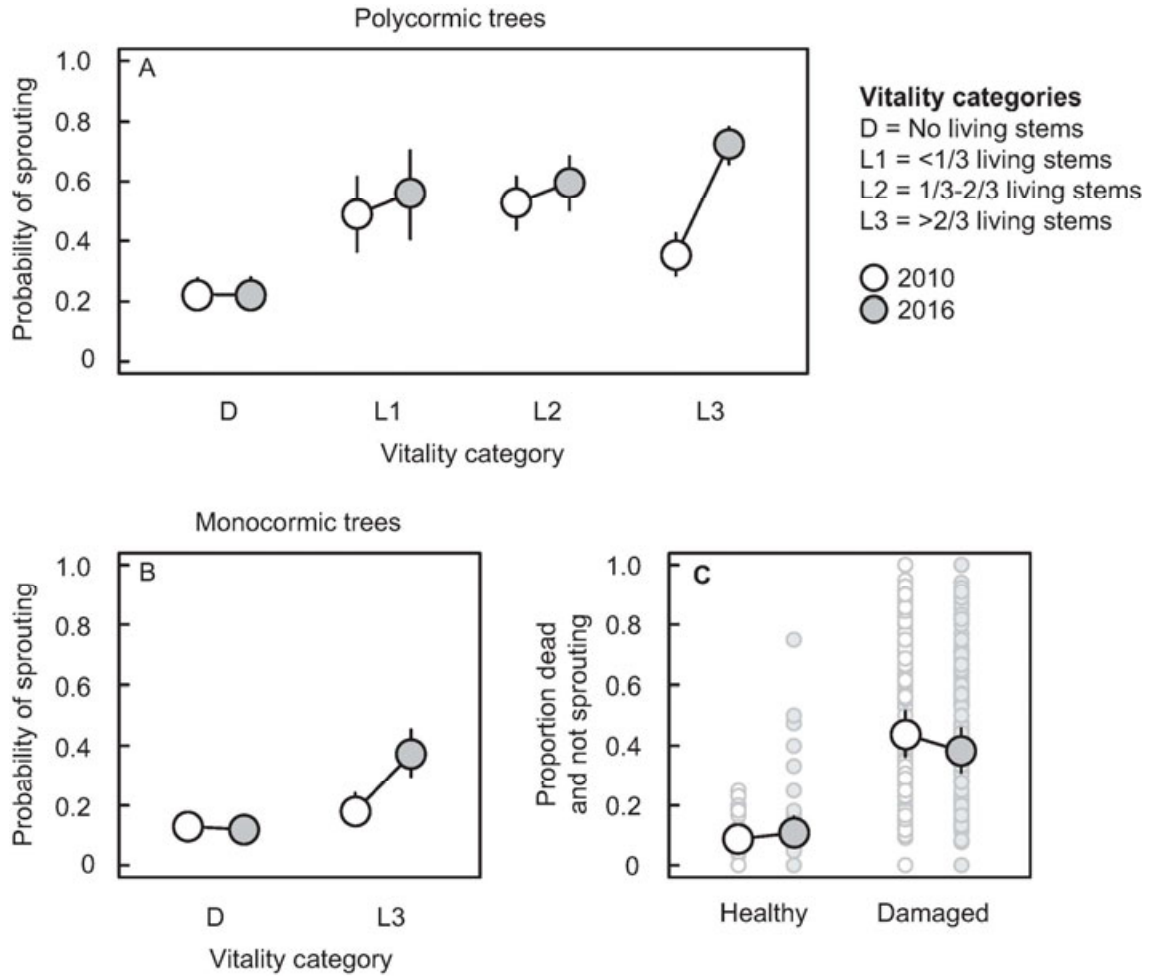 Polycormic trees
A
Probability of sprouting
1.0
0.8
0.6
0.4
0.2
0
D L1 L2 L3
Vitality category
Vitality categories
D = No living stems
L1 = <1/3 living stems
L2 = 1/3-2/3 living stems
L3 = >2/3 living stems
2010
2016
Monocormic trees
B
Probability of sprouting
1.0
0.8
0.6
0.4
0.2
0
D L3
Vitality category
C
Proportion dead
and not sprouting
1.0
0.8
0.6
0.4
0.2
0
Healthy Damaged